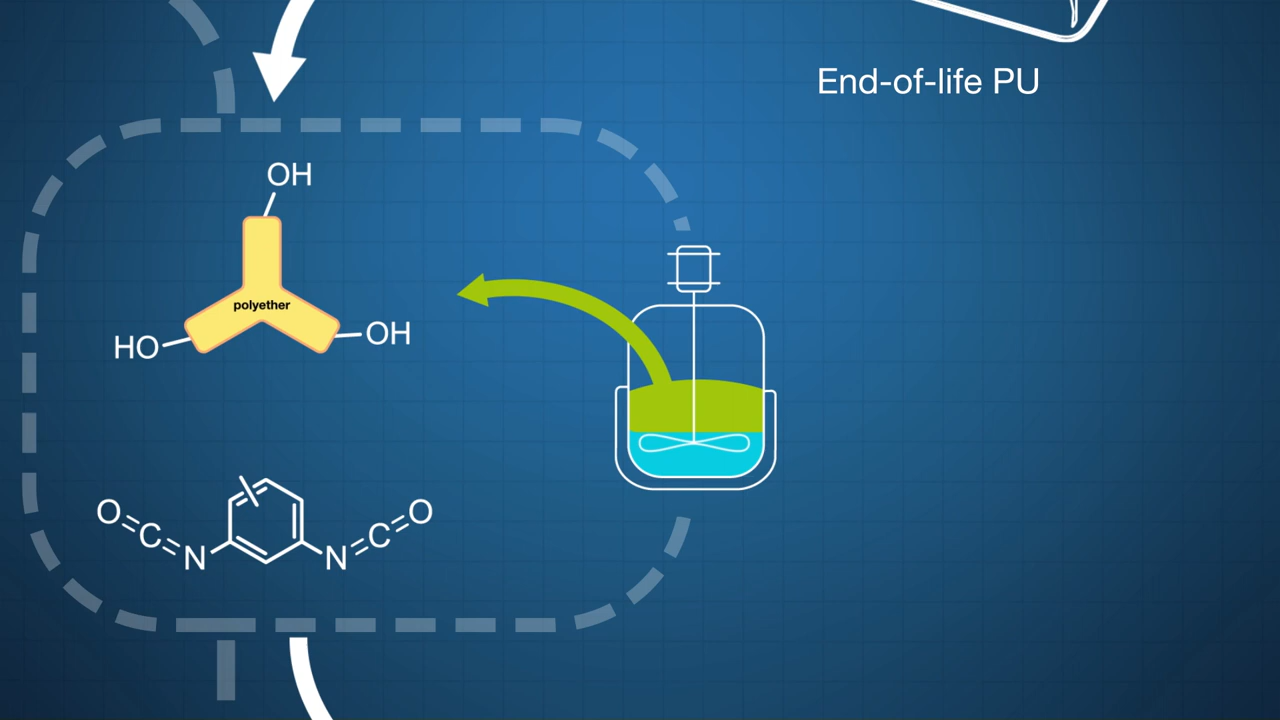 End-of-life PU
OH
polyether
HO
OH
O C N N C O